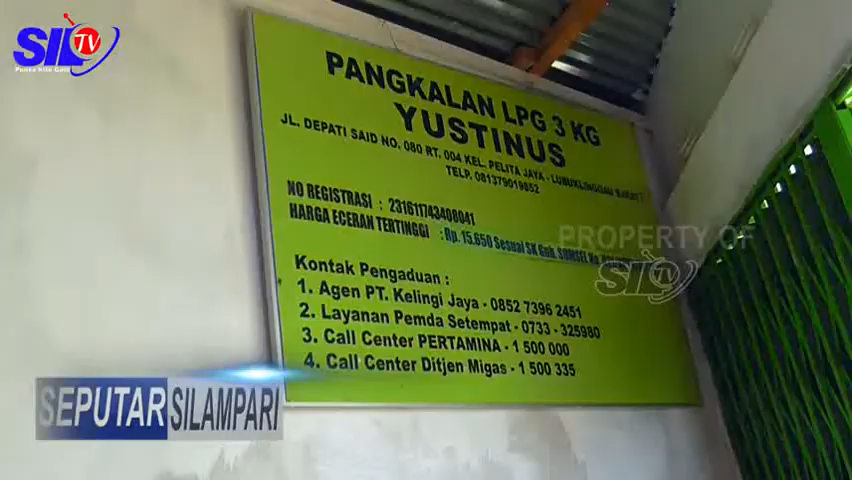 SIL TV
PANGKALAN LPG 3 KG
YUSTINUS
JL. DEPATI SAID NO. 080 RT. 004 KEL. PELITA JAYA - LUBUKLINGGAU BARAT I
TELP. 081379019852
NO REGISTRASI : 231611743408041
HARGA ECERAN TERTINGGI : Rp. 15.650 Sesuai SK Gub. SUMSEL No.
Kontak Pengaduan :
1. Agen PT. Kelingi Jaya - 0852 7396 2451
2. Layanan Pemda Setempat - 0733 - 325980
3. Call Center PERTAMINA - 1 500 000
4. Call Center Ditjen Migas - 1 500 335
PROPERTY OF
SIL TV
SEPUTAR SILAMPARI